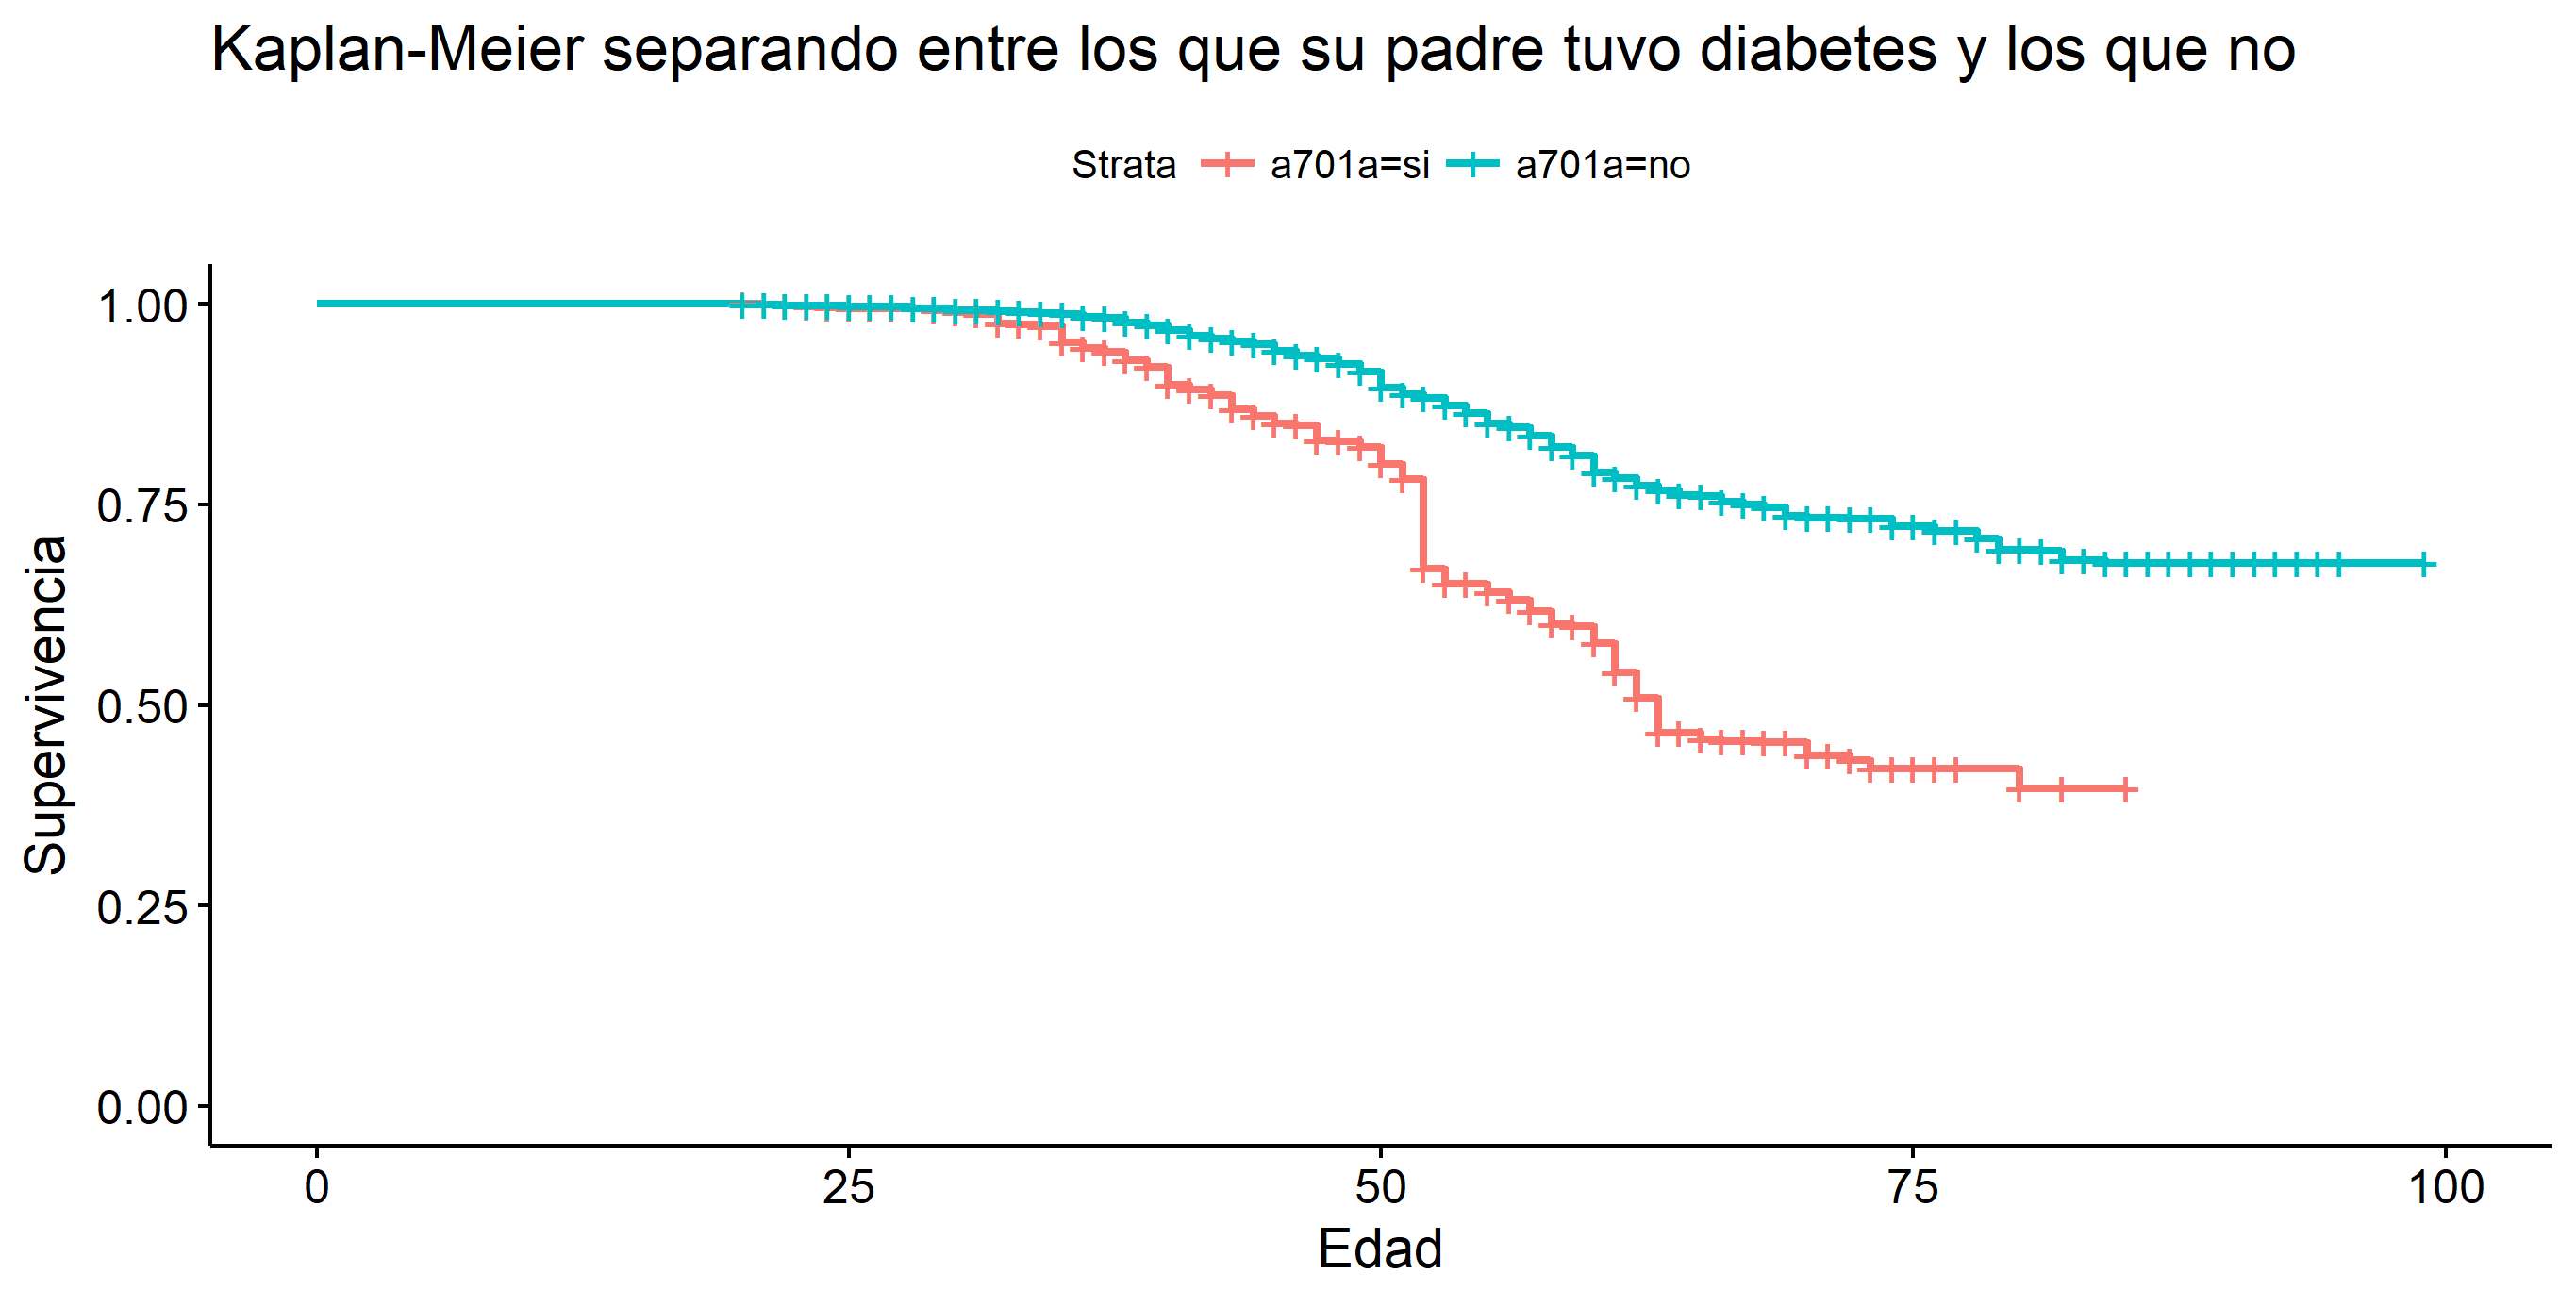 Kaplan-Meier separando entre los que su padre tuvo diabetes y los que no
Strata a701a=si a701a=no
1.00
0.75
0.50
0.25
0.00
Supervivencia
0 25 50 75 100
Edad